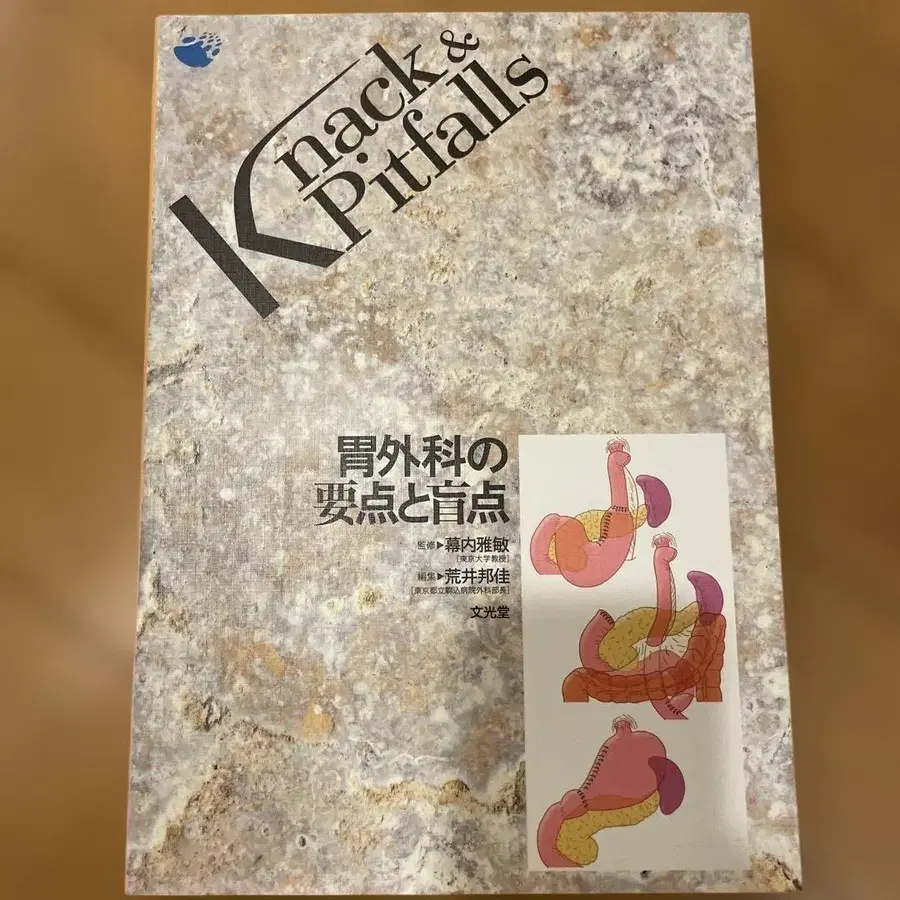 Knack &
Pitfalls
胃外科の
要点と盲点
監修▶幕内雅敏
[東京大学教授]
編集▶荒井邦佳
[東京都立駒込病院外科部長]
文光堂